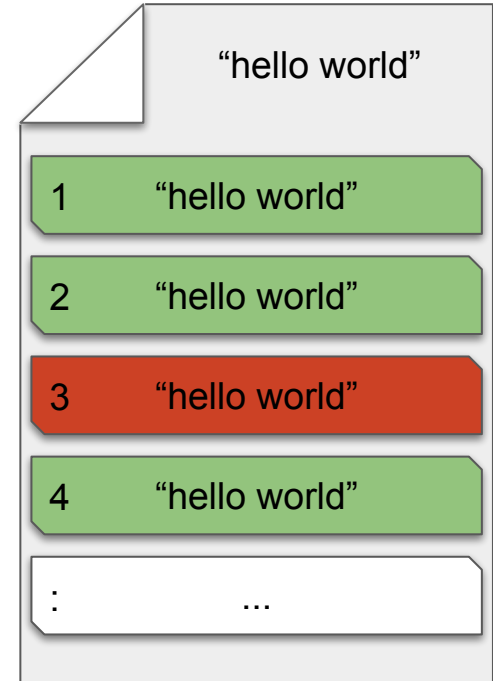 “hello world”
1 “hello world”
2 “hello world”
3 “hello world”
4 “hello world”
: ...